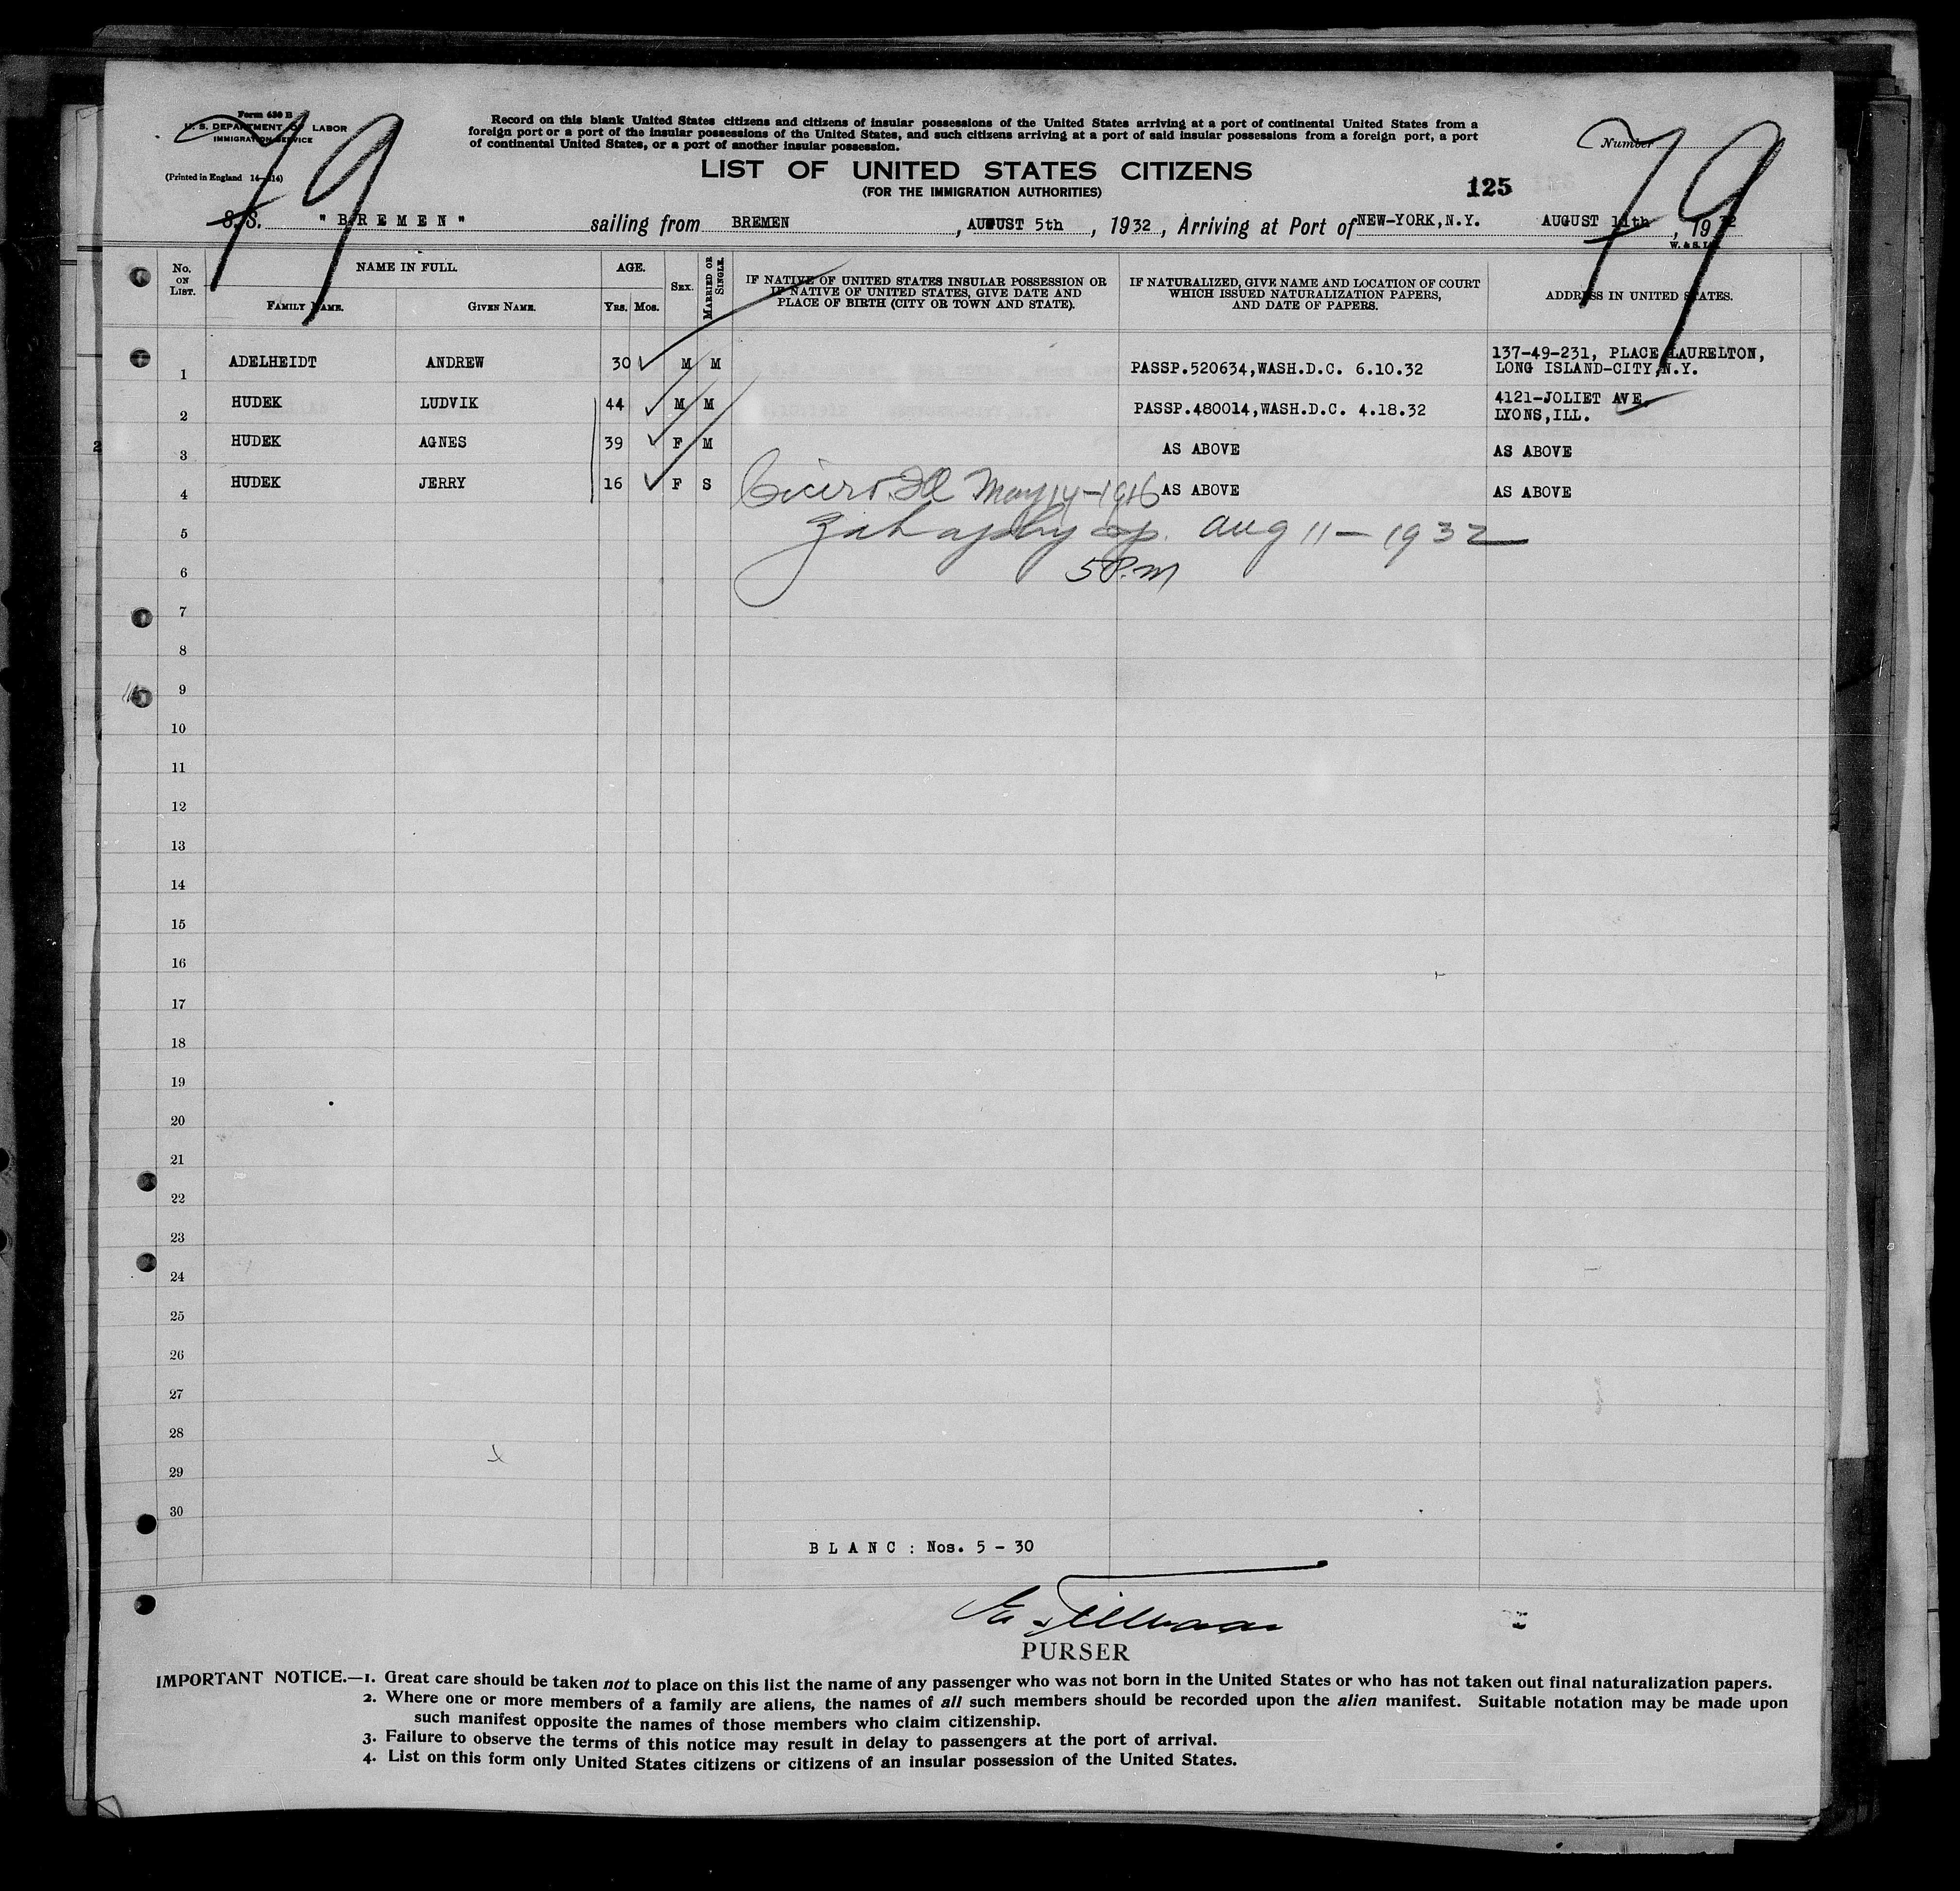 Form 630 B
U. S. DEPARTMENT OF LABOR
IMMIGRATION SERVICE
(Printed in England 14—214)
79
Record on this blank United States citizens and citizens of insular possessions of the United States arriving at a port of continental United States from a
foreign port or a port of the insular possessions of the United States, and such citizens arriving at a port of said insular possessions from a foreign port, a port
of continental United States, or a port of another insular possession.
Number
79
LIST OF UNITED STATES CITIZENS
(FOR THE IMMIGRATION AUTHORITIES)
125
S.S. "BREMEN" sailing from BREMEN, AUGUST 5th, 1932, Arriving at Port of NEW-YORK,N.Y. AUGUST 11th, 1932
No. ON LIST. NAME IN FULL. FAMILY NAME. GIVEN NAME. AGE. YRS. MOS. SEX. MARRIED OR SINGLE. IF NATIVE OF UNITED STATES INSULAR POSSESSION OR IF NATIVE OF UNITED STATES, GIVE DATE AND PLACE OF BIRTH (CITY OR TOWN AND STATE). IF NATURALIZED, GIVE NAME AND LOCATION OF COURT WHICH ISSUED NATURALIZATION PAPERS, AND DATE OF PAPERS. ADDRESS IN UNITED STATES.
1 ADELHEIDT ANDREW 30 M M PASSP.520634,WASH.D.C. 6.10.32 137-49-231, PLACE LAURELTON, LONG ISLAND-CITY,N.Y.
2 HUDEK LUDVIK 44 M M PASSP.480014,WASH.D.C. 4.18.32 4121-JOLIET AVE. LYONS,ILL.
3 HUDEK AGNES 39 F M AS ABOVE AS ABOVE
4 HUDEK JERRY 16 F S Cicero Ill May 14-1916 AS ABOVE AS ABOVE
5 Aug 11 - 1932
6 5 P.m
7
8
9
10
11
12
13
14
15
16
17
18
19
20
21
22
23
24
25
26
27
28
29
30
BLANC: Nos. 5 - 30
PURSER
IMPORTANT NOTICE.—1. Great care should be taken not to place on this list the name of any passenger who was not born in the United States or who has not taken out final naturalization papers.
2. Where one or more members of a family are aliens, the names of all such members should be recorded upon the alien manifest. Suitable notation may be made upon
such manifest opposite the names of those members who claim citizenship.
3. Failure to observe the terms of this notice may result in delay to passengers at the port of arrival.
4. List on this form only United States citizens or citizens of an insular possession of the United States.